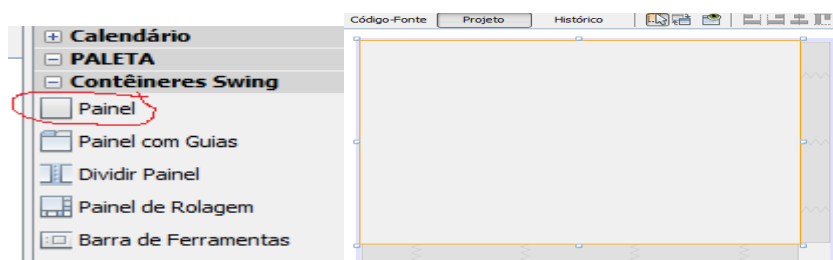 Calendário
PALETA
Contêineres Swing
Painel
Painel com Guias
Dividir Painel
Painel de Rolagem
Barra de Ferramentas
Código-Fonte Projeto Histórico